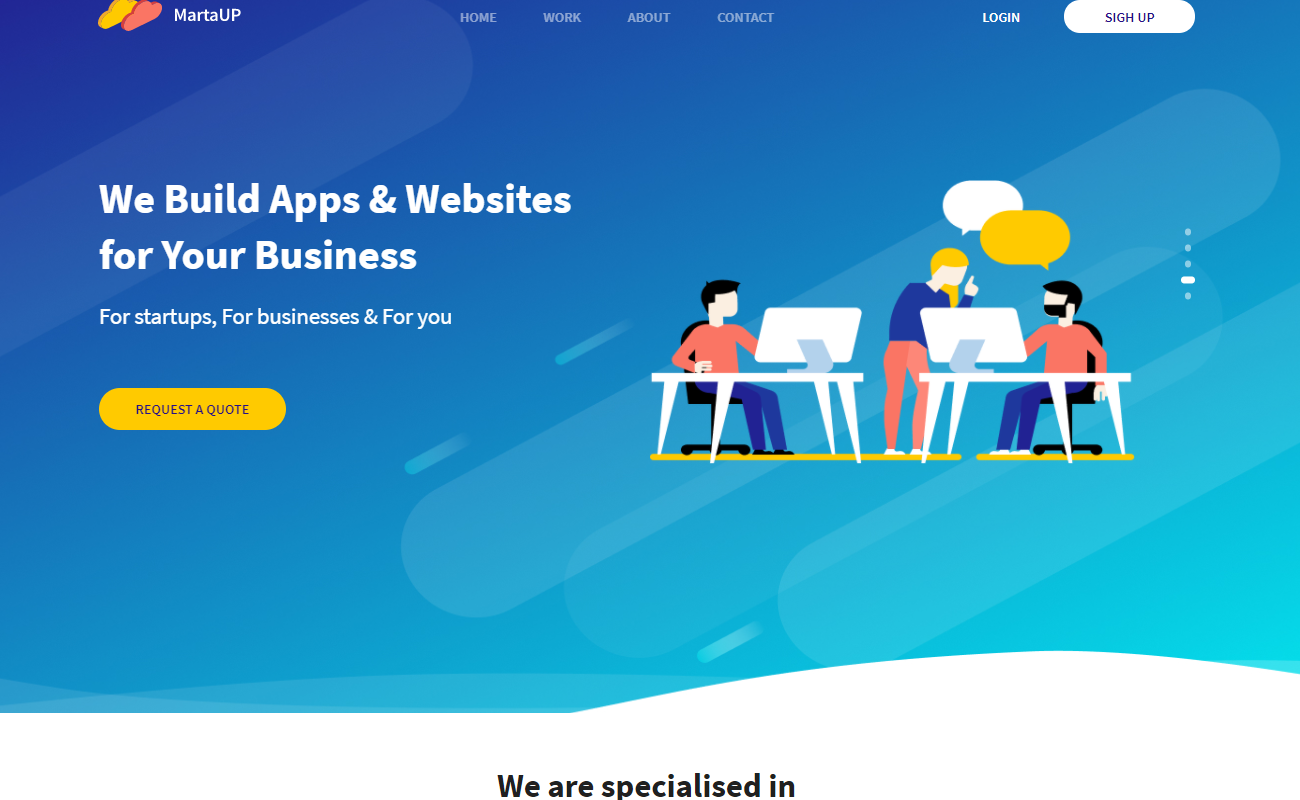 MartaUP
HOME
WORK
ABOUT
CONTACT
LOGIN
SIGH UP
We Build Apps & Websites
for Your Business
For startups, For businesses & For you
REQUEST A QUOTE
We are specialised in